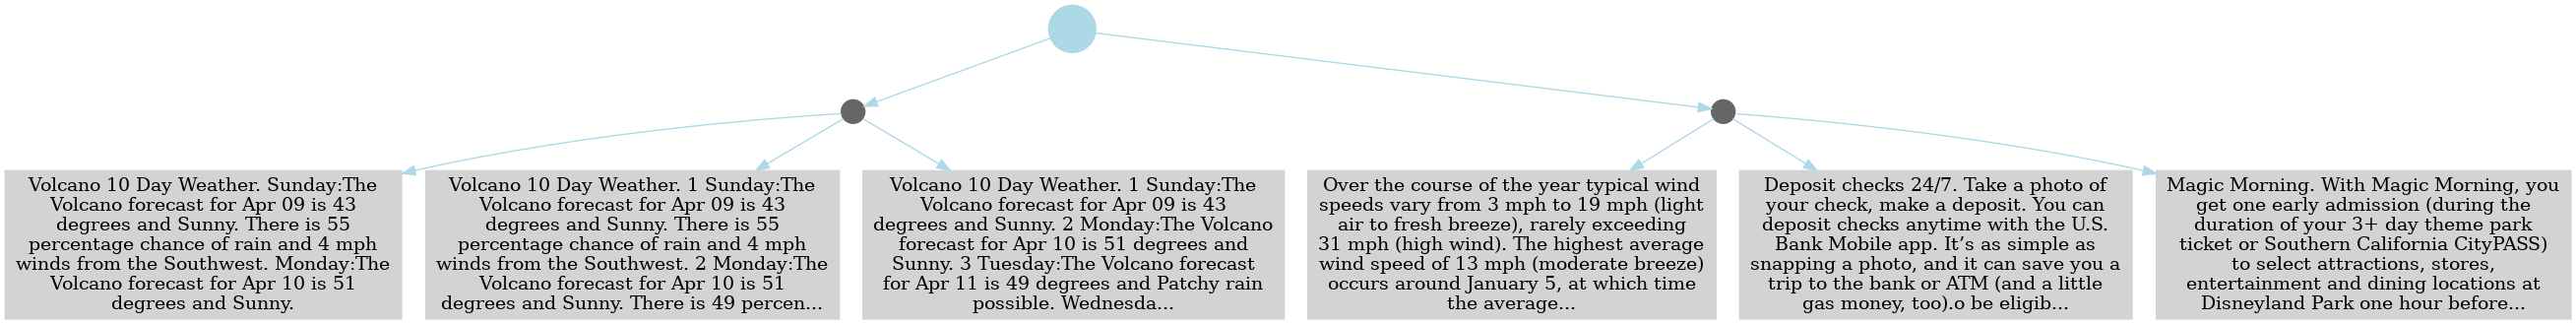 Volcano 10 Day Weather. Sunday:The
Volcano forecast for Apr 09 is 43
degrees and Sunny. There is 55
percentage chance of rain and 4 mph
winds from the Southwest. Monday:The
Volcano forecast for Apr 10 is 51
degrees and Sunny.
Volcano 10 Day Weather. 1 Sunday:The
Volcano forecast for Apr 09 is 43
degrees and Sunny. There is 55
percentage chance of rain and 4 mph
winds from the Southwest. 2 Monday:The
Volcano forecast for Apr 10 is 51
degrees and Sunny. There is 49 percen...
Volcano 10 Day Weather. 1 Sunday:The
Volcano forecast for Apr 09 is 43
degrees and Sunny. 2 Monday:The Volcano
forecast for Apr 10 is 51 degrees and
Sunny. 3 Tuesday:The Volcano forecast
for Apr 11 is 49 degrees and Patchy rain
possible. Wednesda...
Over the course of the year typical wind
speeds vary from 3 mph to 19 mph (light
air to fresh breeze), rarely exceeding
31 mph (high wind). The highest average
wind speed of 13 mph (moderate breeze)
occurs around January 5, at which time
the average...
Deposit checks 24/7. Take a photo of
your check, make a deposit. You can
deposit checks anytime with the U.S.
Bank Mobile app. It’s as simple as
snapping a photo, and it can save you a
trip to the bank or ATM (and a little
gas money, too).o be eligib...
Magic Morning. With Magic Morning, you
get one early admission (during the
duration of your 3+ day theme park
ticket or Southern California CityPASS)
to select attractions, stores,
entertainment and dining locations at
Disneyland Park one hour before...